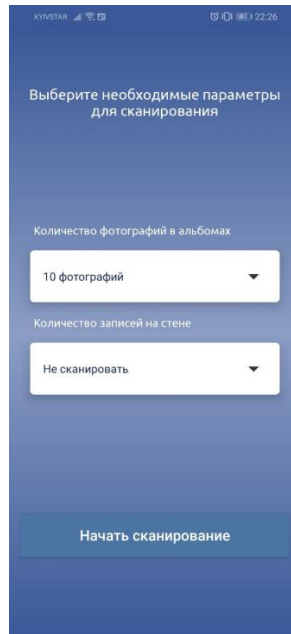 KYIVSTAR 22:26
Выберите необходимые параметры
для сканирования
Количество фотографий в альбомах
10 фотографий
Количество записей на стене
Не сканировать
Начать сканирование